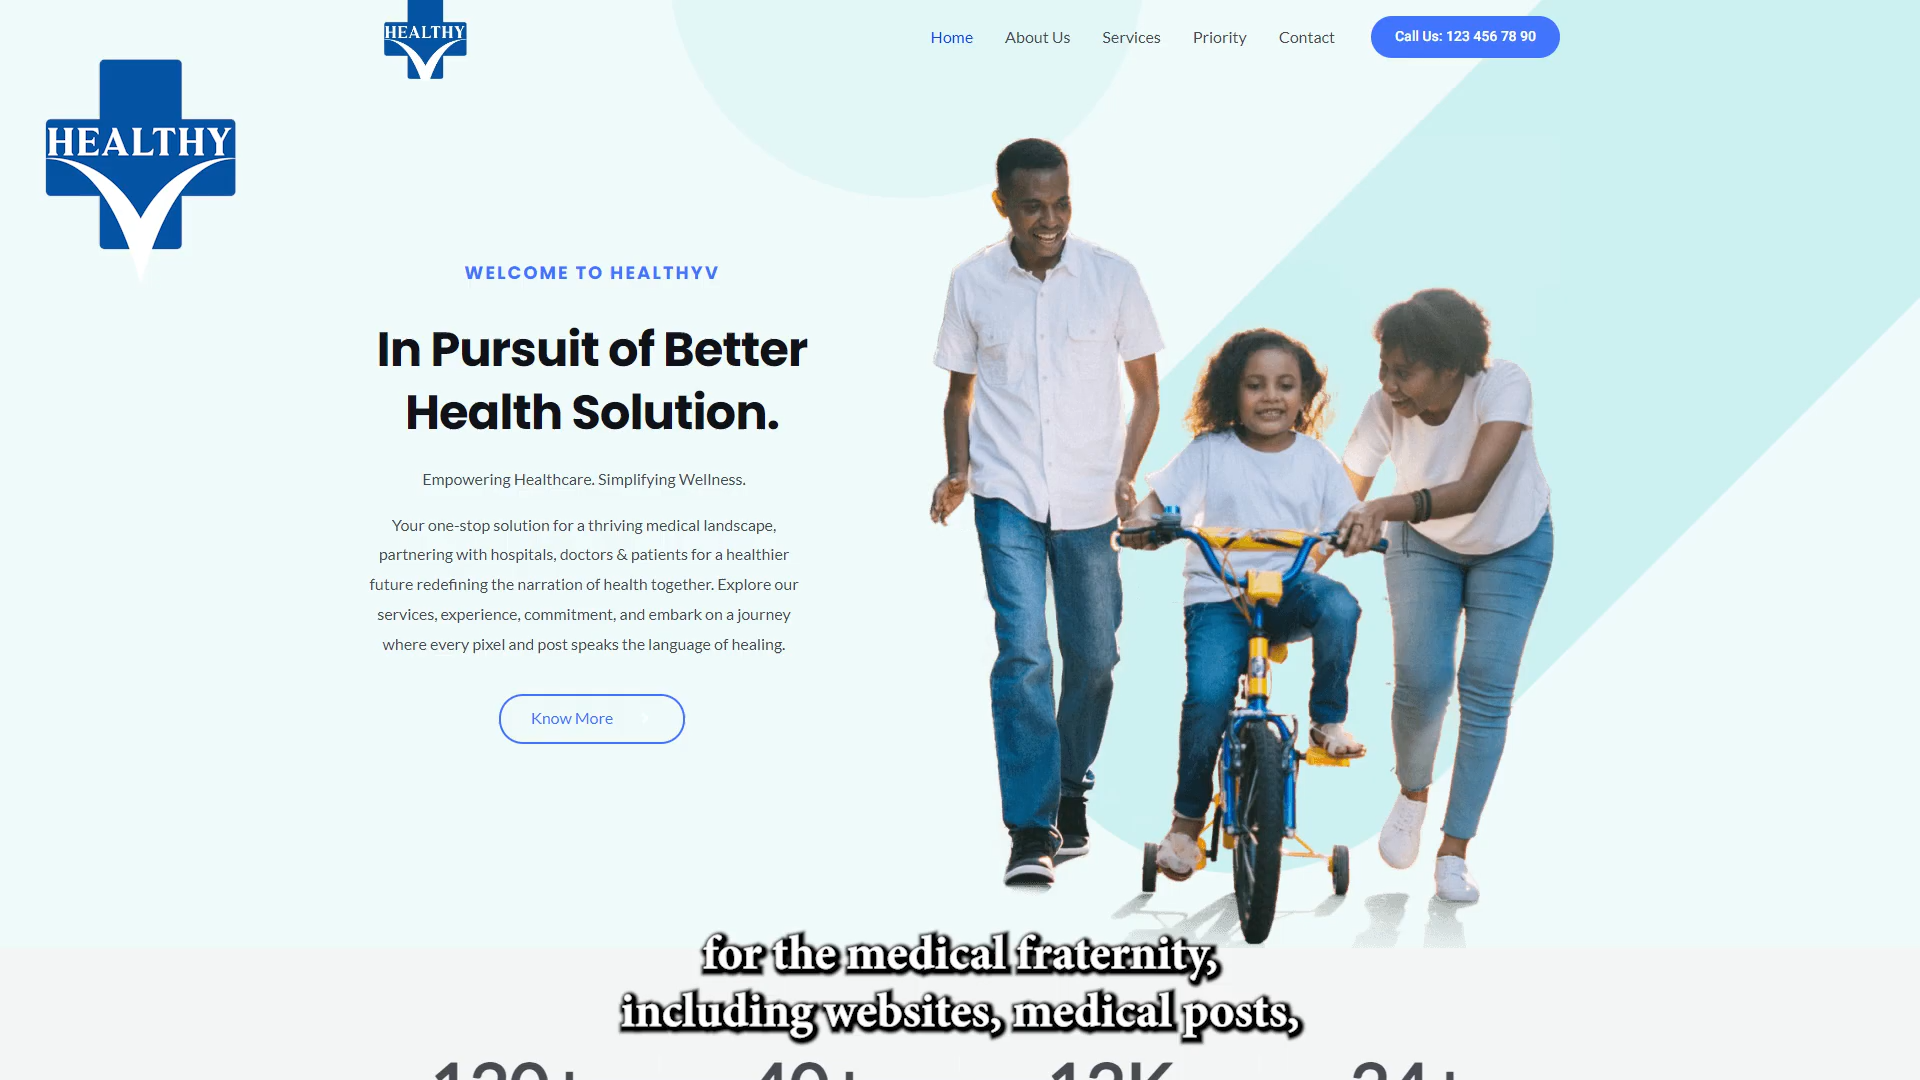 HEALTHY
Home
About Us
Services
Priority
Contact
Call Us: 123 456 78 90
HEALTHY
WELCOME TO HEALTHYV
In Pursuit of Better
Health Solution.
Empowering Healthcare. Simplifying Wellness.
Your one-stop solution for a thriving medical landscape,
partnering with hospitals, doctors & patients for a healthier
future redefining the narration of health together. Explore our
services, experience, commitment, and embark on a journey
where every pixel and post speaks the language of healing.
Know More
for the medical fraternity,
including websites, medical posts,